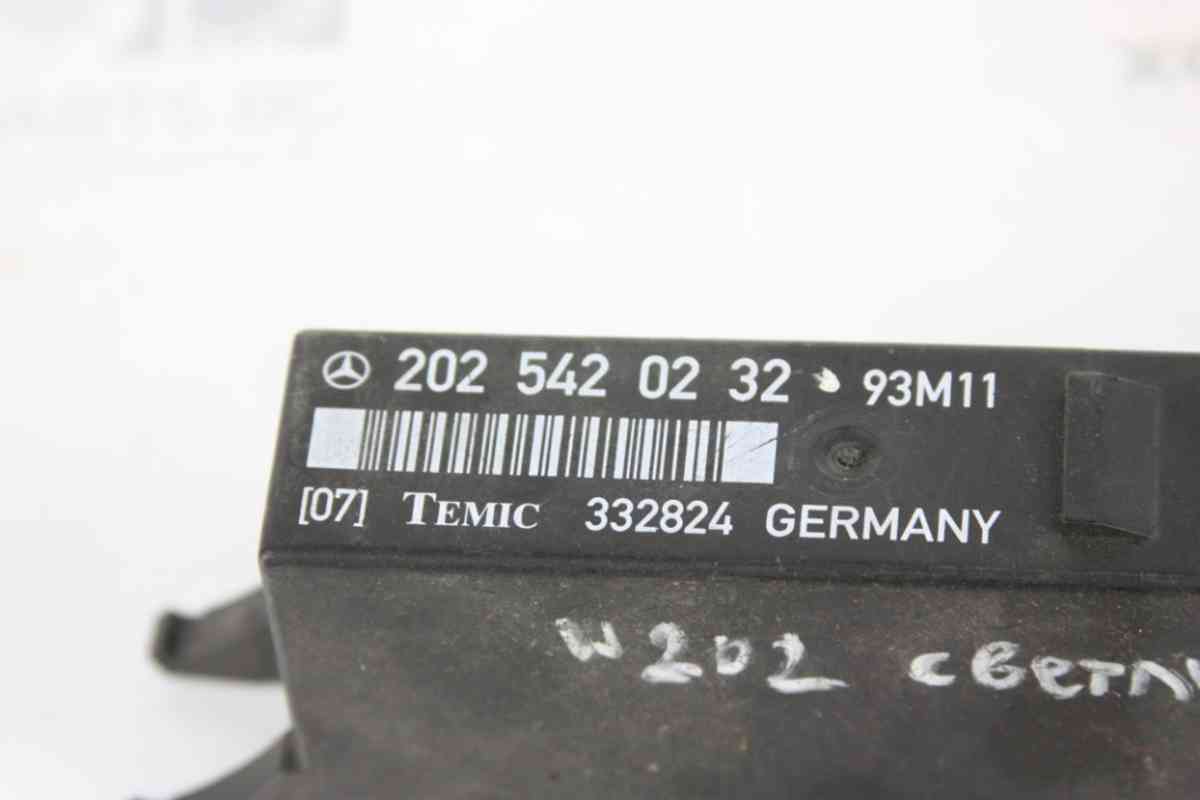 202 542 02 32 93M11
[07] TEMIC 332824 GERMANY
W202